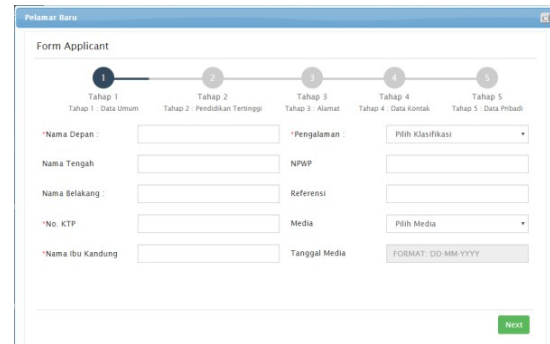 Pelamar Baru
Form Applicant
1 2 3 4 5
Tahap 1 Tahap 2 Tahap 3 Tahap 4 Tahap 5
Tahap 1 : Data Umum Tahap 2 : Pendidikan Tertinggi Tahap 3 : Alamat Tahap 4 : Data Kontak Tahap 5 : Data Pribadi
*Nama Depan : *Pengalaman : Pilih Klasifikasi
Nama Tengah NPWP
Nama Belakang : Referensi
*No. KTP Media Pilih Media
*Nama Ibu Kandung Tanggal Media FORMAT: DD-MM-YYYY
Next